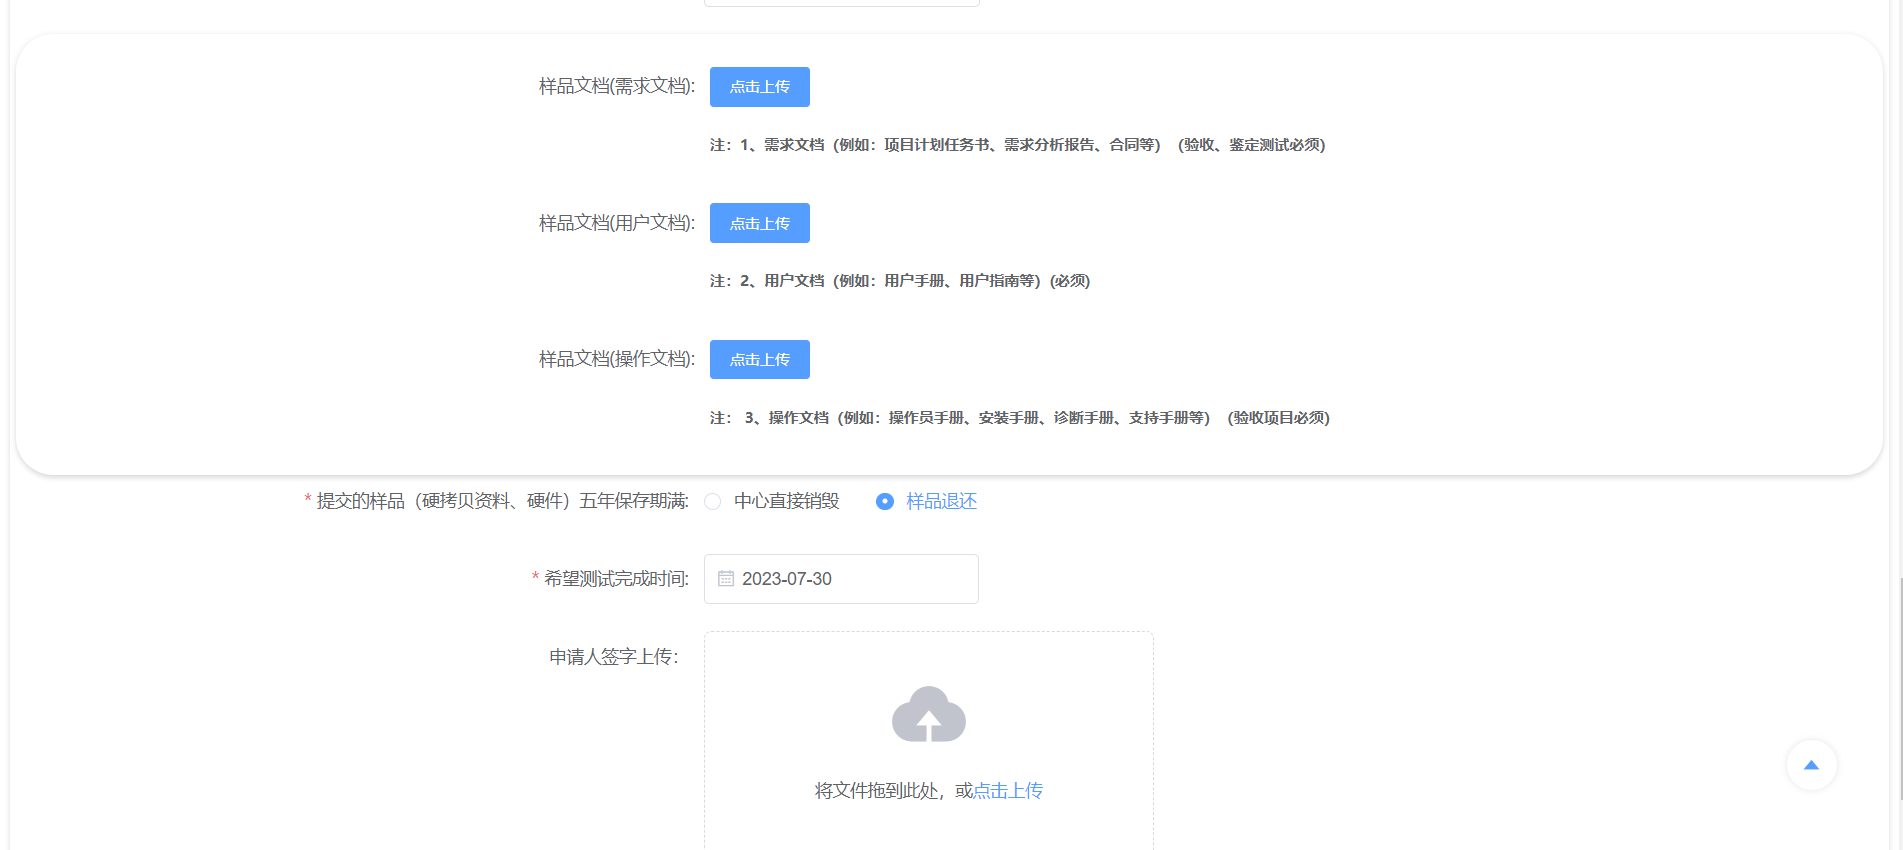 样品文档(需求文档): 点击上传
注：1、需求文档（例如：项目计划任务书、需求分析报告、合同等）（验收、鉴定测试必须)
样品文档(用户文档): 点击上传
注：2、用户文档（例如：用户手册、用户指南等）(必须)
样品文档(操作文档): 点击上传
注： 3、操作文档（例如：操作员手册、安装手册、诊断手册、支持手册等）（验收项目必须)
* 提交的样品（硬拷贝资料、硬件）五年保存期满: 中心直接销毁 样品退还
* 希望测试完成时间: 2023-07-30
申请人签字上传：
将文件拖到此处，或点击上传